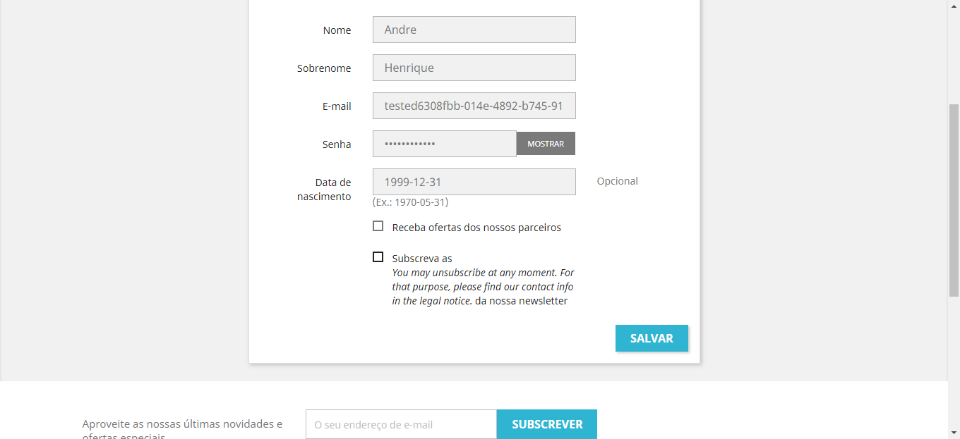 Nome
Andre
Sobrenome
Henrique
E-mail
tested6308fbb-014e-4892-b745-91
Senha
••••••••••••
MOSTRAR
Data de
nascimento
1999-12-31
Opcional
(Ex.: 1970-05-31)
Receba ofertas dos nossos parceiros
Subscreva as
You may unsubscribe at any moment. For
that purpose, please find our contact info
in the legal notice. da nossa newsletter
SALVAR
Aproveite as nossas últimas novidades e
ofertas especiais
O seu endereço de e-mail
SUBSCREVER